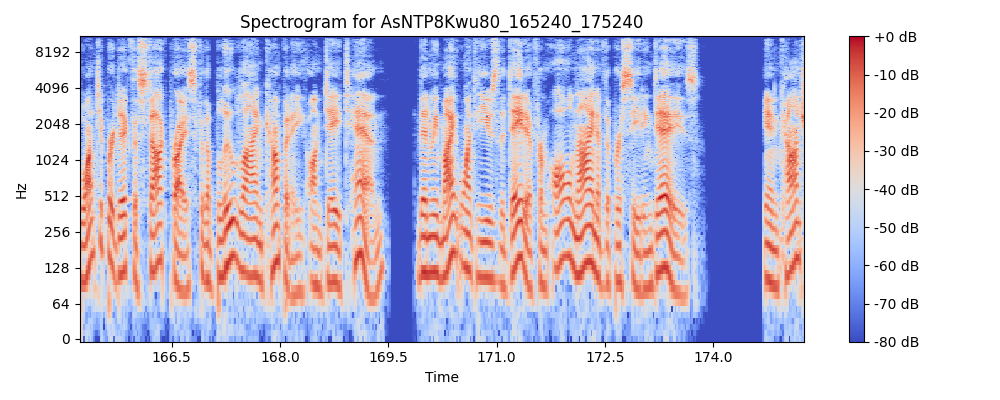 Spectrogram for AsNTP8Kwu80_165240_175240
8192
4096
2048
1024
512
256
128
64
0
Hz
166.5
168.0
169.5
171.0
172.5
174.0
Time
+0 dB
-10 dB
-20 dB
-30 dB
-40 dB
-50 dB
-60 dB
-70 dB
-80 dB